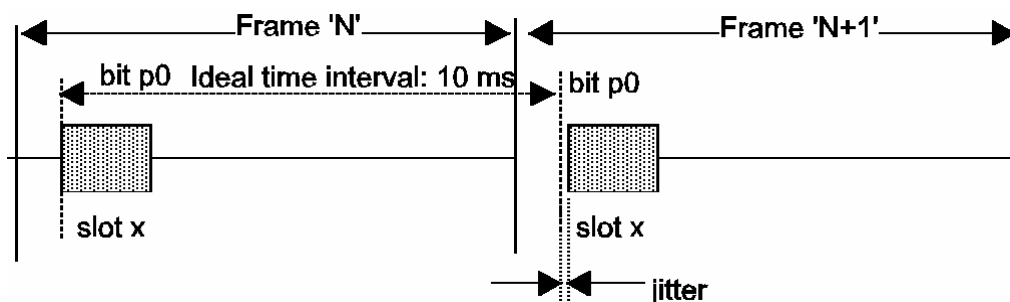 Frame 'N' Frame 'N+1'
bit p0 Ideal time interval: 10 ms bit p0
slot x slot x
jitter